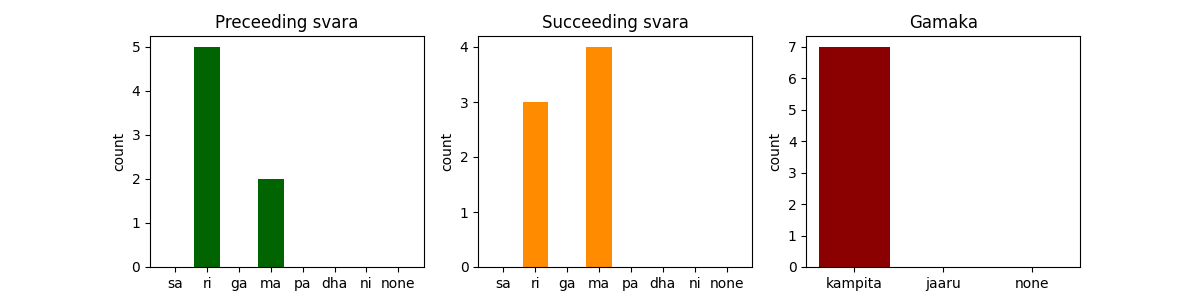 Preceeding svara
count
5
4
3
2
1
0
sa ri ga ma pa dha ni none
Succeeding svara
count
4
3
2
1
0
sa ri ga ma pa dha ni none
Gamaka
count
7
6
5
4
3
2
1
0
kampita jaaru none